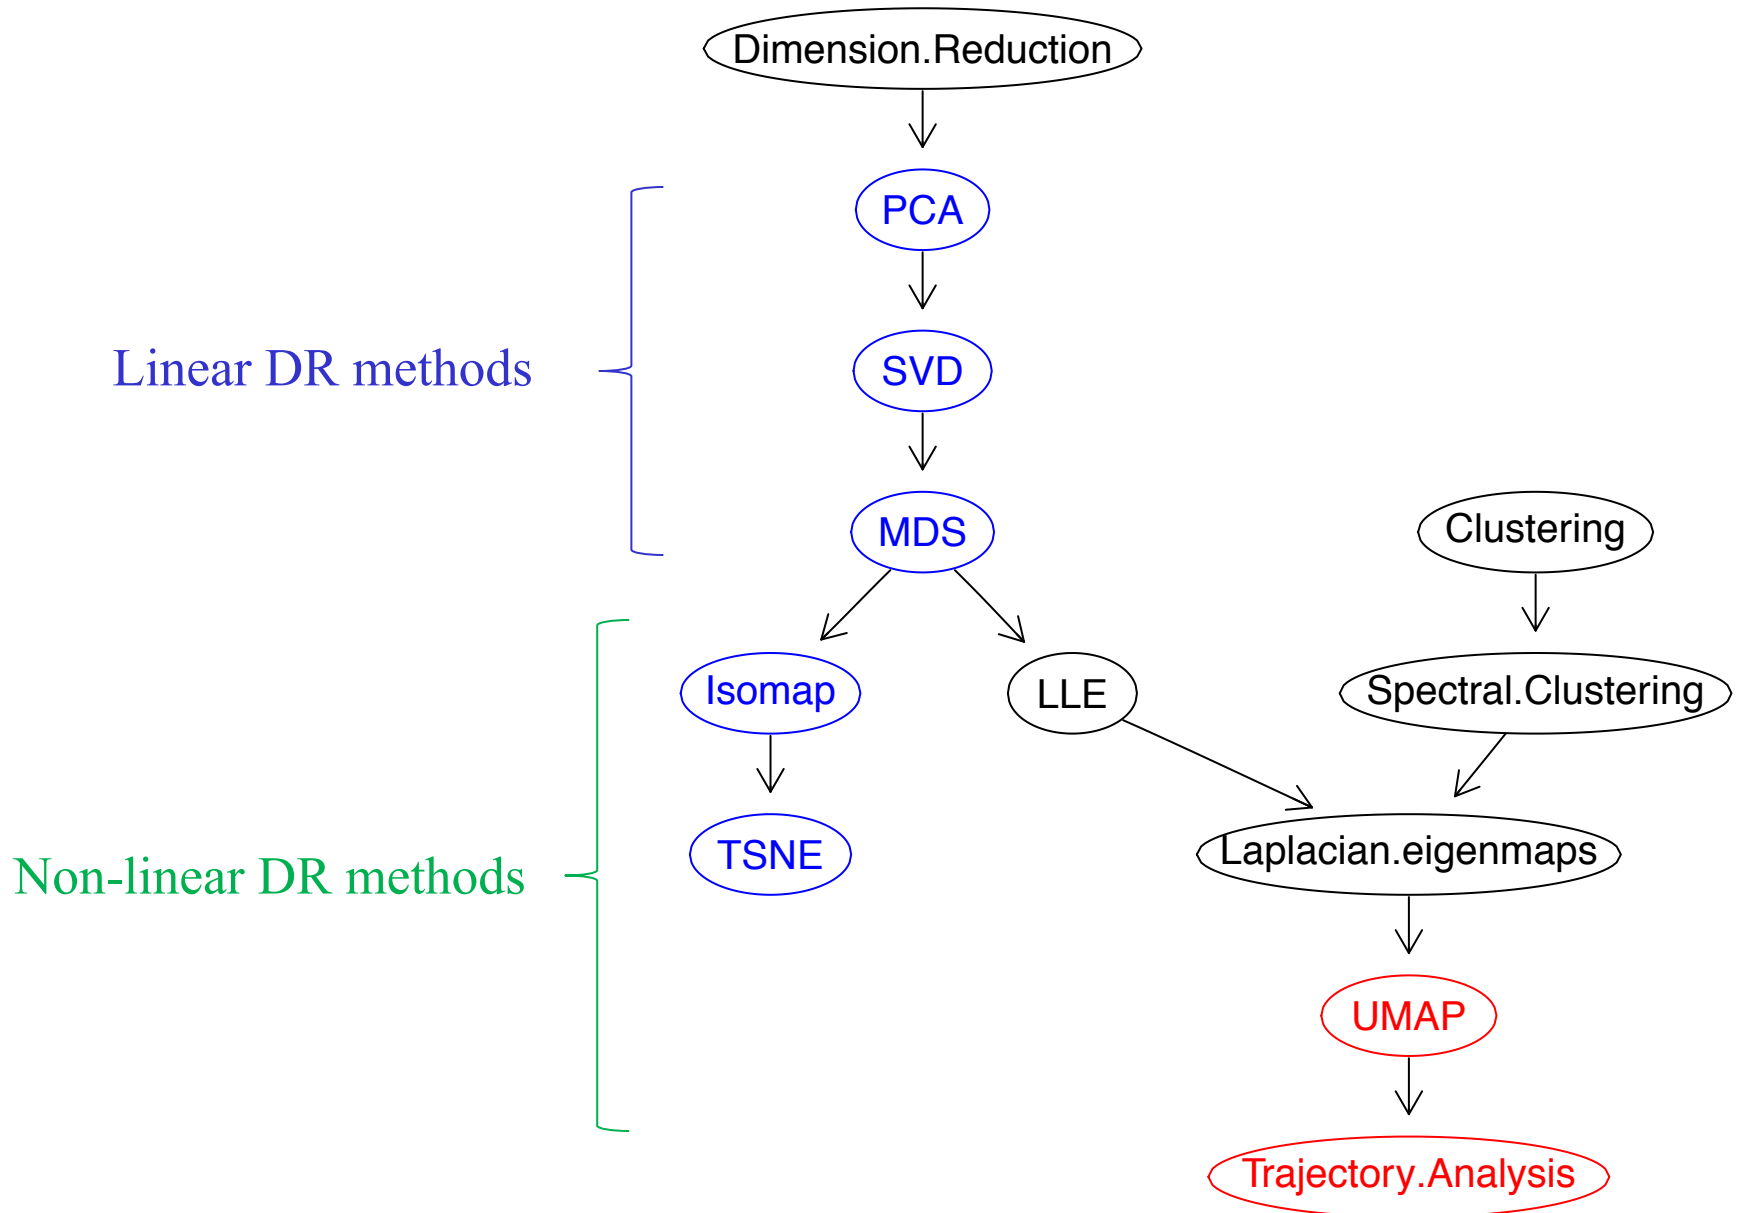 Dimension.Reduction
PCA
Linear DR methods
SVD
MDS
Clustering
Isomap
LLE
Spectral.Clustering
Non-linear DR methods
TSNE
Laplacian.eigenmaps
UMAP
Trajectory.Analysis